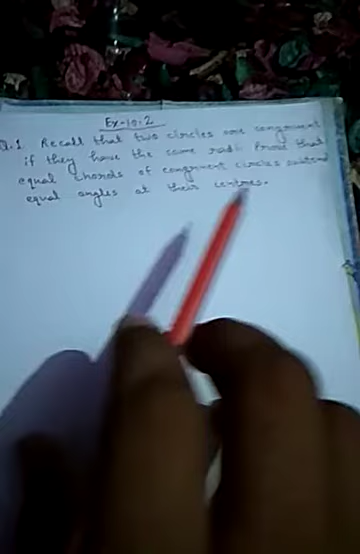 Ex-10.2
Q.1. Recall that two circles are congruent
if they have the same radii. Prove that
equal chords of congruent circles subtend
equal angles at their centres.